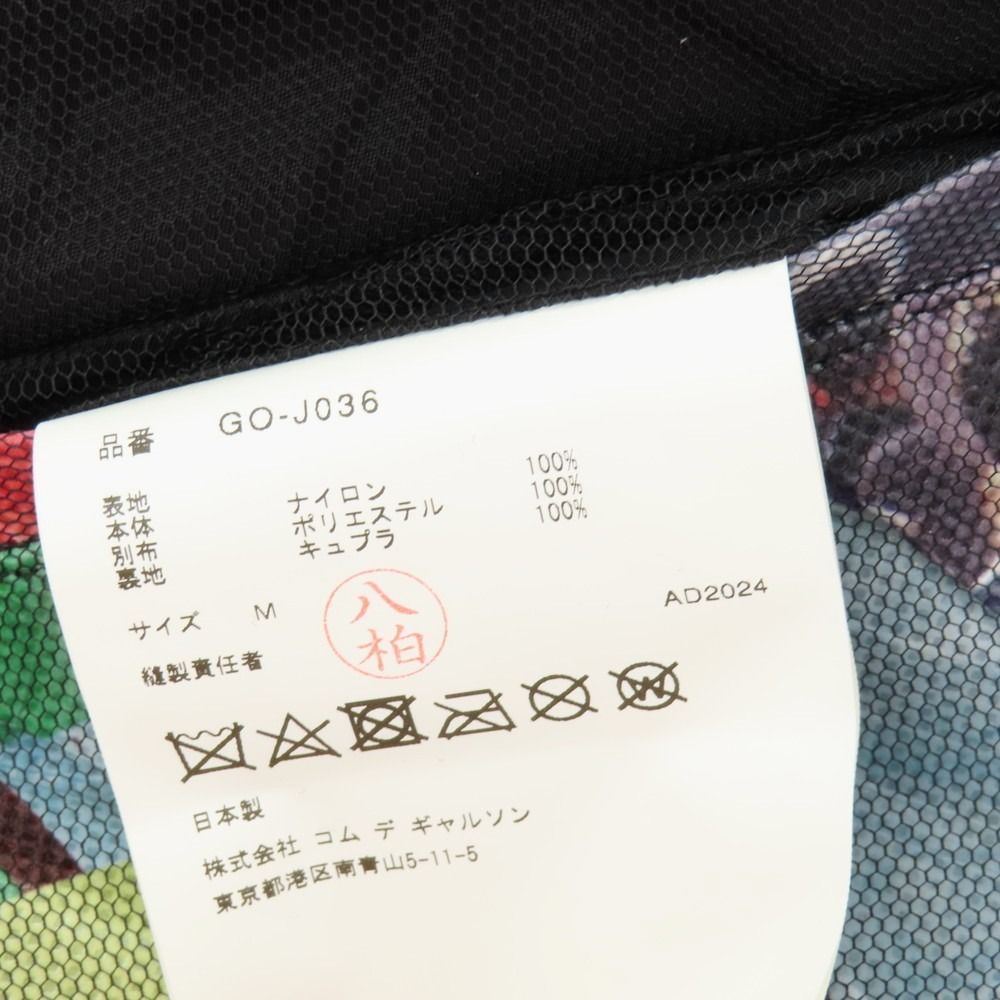 品番 GO-J036
表地
本体 ナイロン 100%
別布 ポリエステル 100%
裏地 キュプラ 100%
サイズ M AD2024
縫製責任者 八柏
日本製
株式会社 コム デ ギャルソン
東京都港区南青山5-11-5